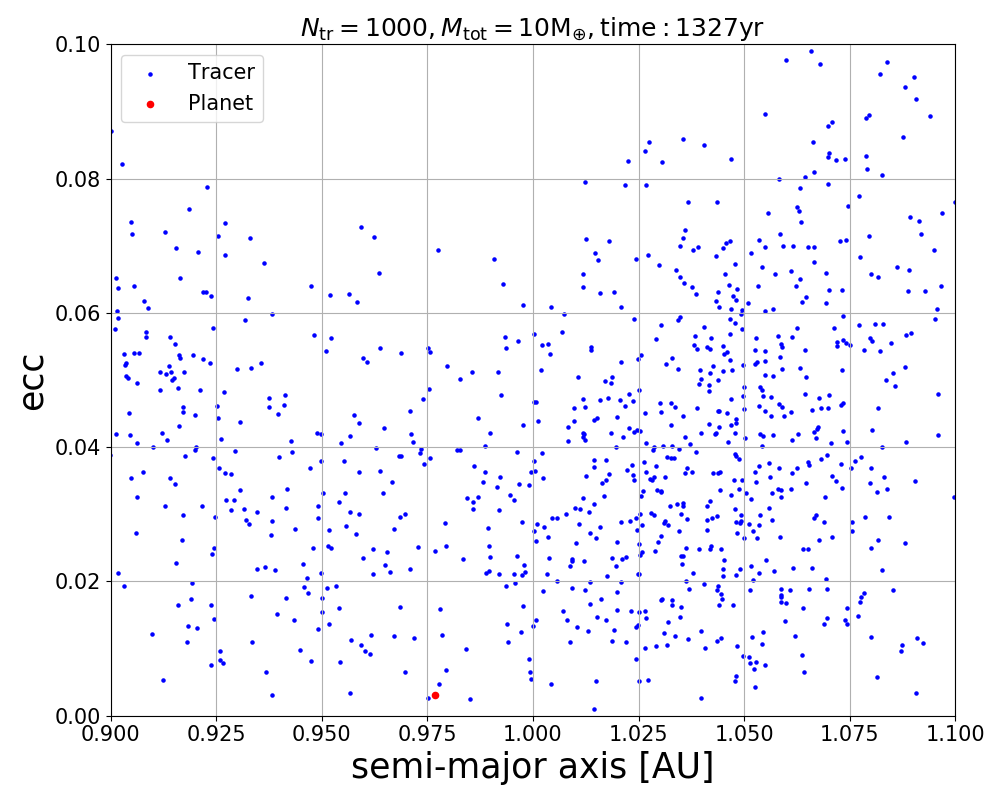 N_tr = 1000, M_tot = 10M_⊕, time : 1327yr
Tracer
Planet
0.10
0.08
0.06
0.04
0.02
0.00
ecc
0.900 0.925 0.950 0.975 1.000 1.025 1.050 1.075 1.100
semi-major axis [AU]